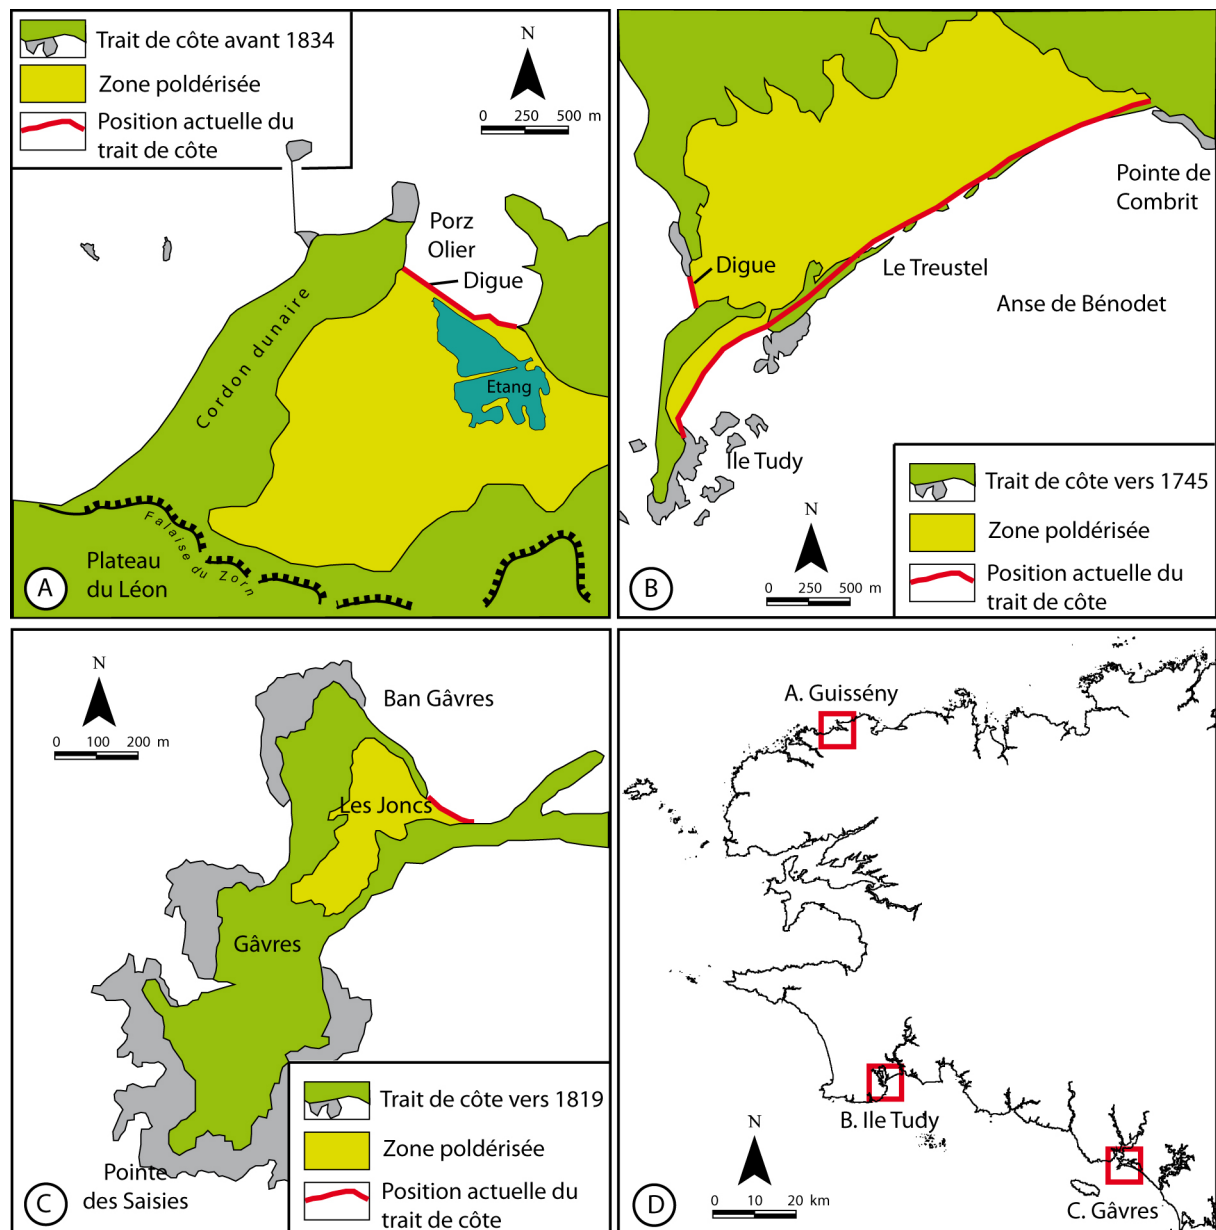 Trait de côte avant 1834
Zone poldérisée
Position actuelle du
trait de côte
N
0 250 500 m
Porz
Olier
Digue
Cordon dunaire
Etang
Falaise du Zorn
Plateau
du Léon
A
Pointe de
Combrit
Digue
Le Treustel
Anse de Bénodet
Ile Tudy
N
0 250 500 m
Trait de côte vers 1745
Zone poldérisée
Position actuelle du
trait de côte
B
N
0 100 200 m
Ban Gâvres
Les Joncs
Gâvres
Pointe
des Saisies
Trait de côte vers 1819
Zone poldérisée
Position actuelle du
trait de côte
C
A. Guissény
B. Ile Tudy
C. Gâvres
N
0 10 20 km
D